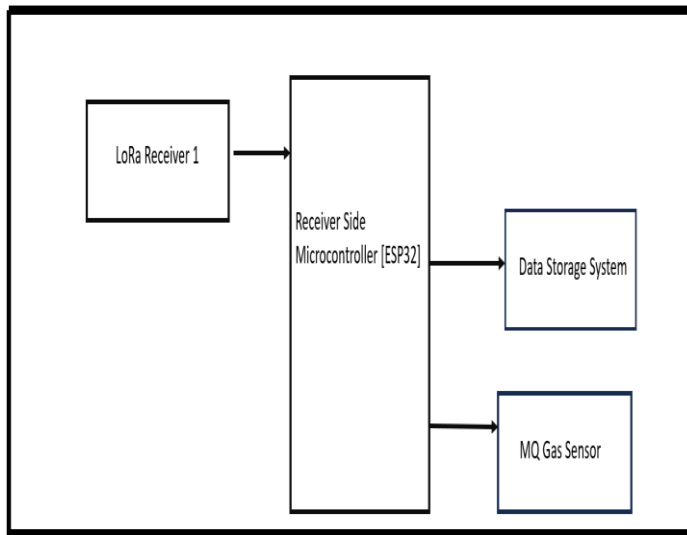 LoRa Receiver 1
Receiver Side
Microcontroller [ESP32]
Data Storage System
MQ Gas Sensor